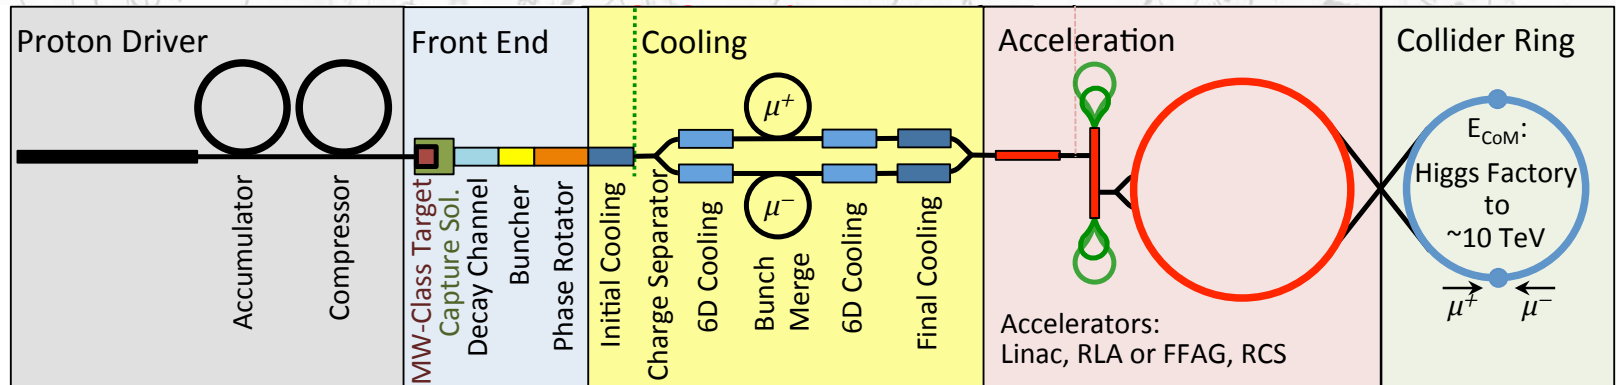 Proton Driver
Front End
Cooling
Acceleration
Collider Ring
μ⁺
μ⁻
E_CoM:
Higgs Factory
to
~10 TeV
μ⁺
μ⁻
Accumulator
Compressor
MW-Class Target
Capture Sol.
Decay Channel
Buncher
Phase Rotator
Initial Cooling
Charge Separator
6D Cooling
Bunch
Merge
6D Cooling
Final Cooling
Accelerators:
Linac, RLA or FFAG, RCS